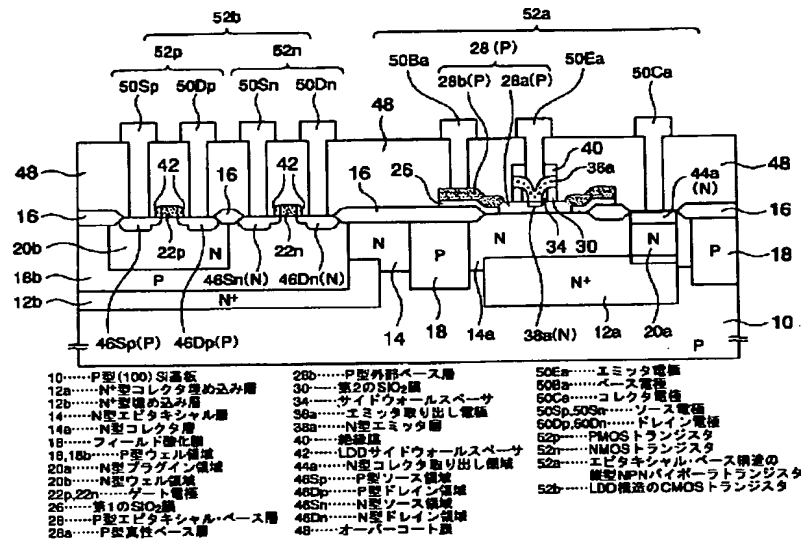 52b
52a
52p
52n
28 (P)
50Sp
50Dp
50Sn
50Dn
50Ba
28b(P)
28a(P)
50Ea
50Ca
48
48
40
36a
48
42
16
42
26
16
44a
(N)
16
16
20b
22p
N
22n
N
N
34
30
N
P
18
18b
P
46Sn(N)
46Dn(N)
P
N+
12b
N+
46Sp(P)
46Dp(P)
14
18
14a
38a(N)
12a
20a
P
10
10……P型(100)Si基板
12a……N+型コレクタ埋め込み層
12b……N+型埋め込み層
14……N型エピタキシャル層
14a……N型コレクタ層
16……フィールド酸化膜
18,18b……P型ウェル領域
20a……N型プラグイン領域
20b……N型ウェル領域
22p,22n……ゲート電極
26……第1のSiO2膜
28……P型エピタキシャル・ベース層
28a……P型真性ベース層
28b……P型外部ベース層
30……第2のSiO2膜
34……サイドウォールスペーサ
36a……エミッタ取り出し電極
38a……N型エミッタ層
40……絶縁膜
42……LDDサイドウォールスペーサ
44a……N型コレクタ取り出し領域
46Sp……P型ソース領域
46Dp……P型ドレイン領域
46Sn……N型ソース領域
46Dn……N型ドレイン領域
48……オーバーコート膜
50Ea……エミッタ電極
50Ba……ベース電極
50Ca……コレクタ電極
50Sp,50Sn……ソース電極
50Dp,50Dn……ドレイン電極
52p……PMOSトランジスタ
52n……NMOSトランジスタ
52a……エピタキシャル・ベース構造の
縦型NPNバイポーラトランジスタ
52b……LDD構造のCMOSトランジスタ